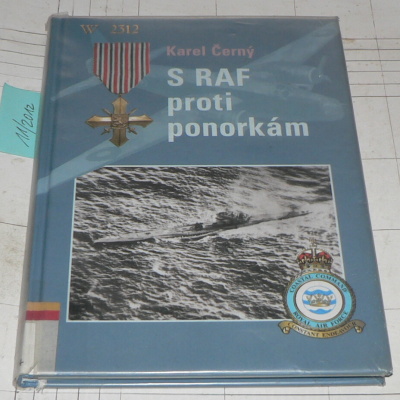 W 2312
Karel Černý
S RAF
proti
ponorkám
11/2012
COASTAL COMMAND
ROYAL AIR FORCE
CONSTANT ENDEAVOUR